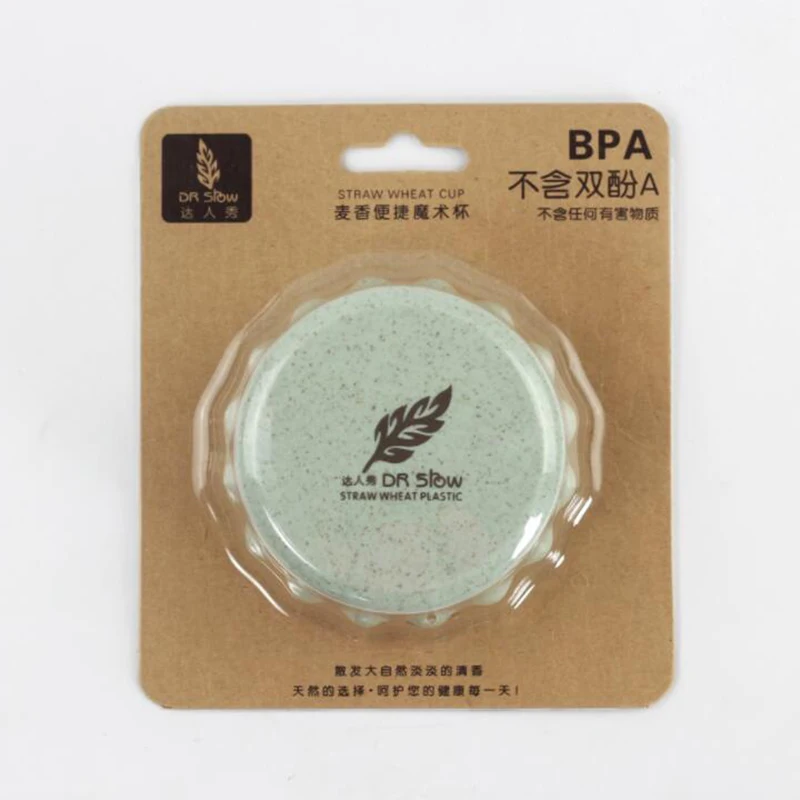 DR Show
达人秀
STRAW WHEAT CUP
麦香便捷魔术杯
BPA
不含双酚A
不含任何有害物质
达人秀 DR Show
STRAW WHEAT PLASTIC
散发大自然淡淡的清香
天然的选择·呵护您的健康每一天!